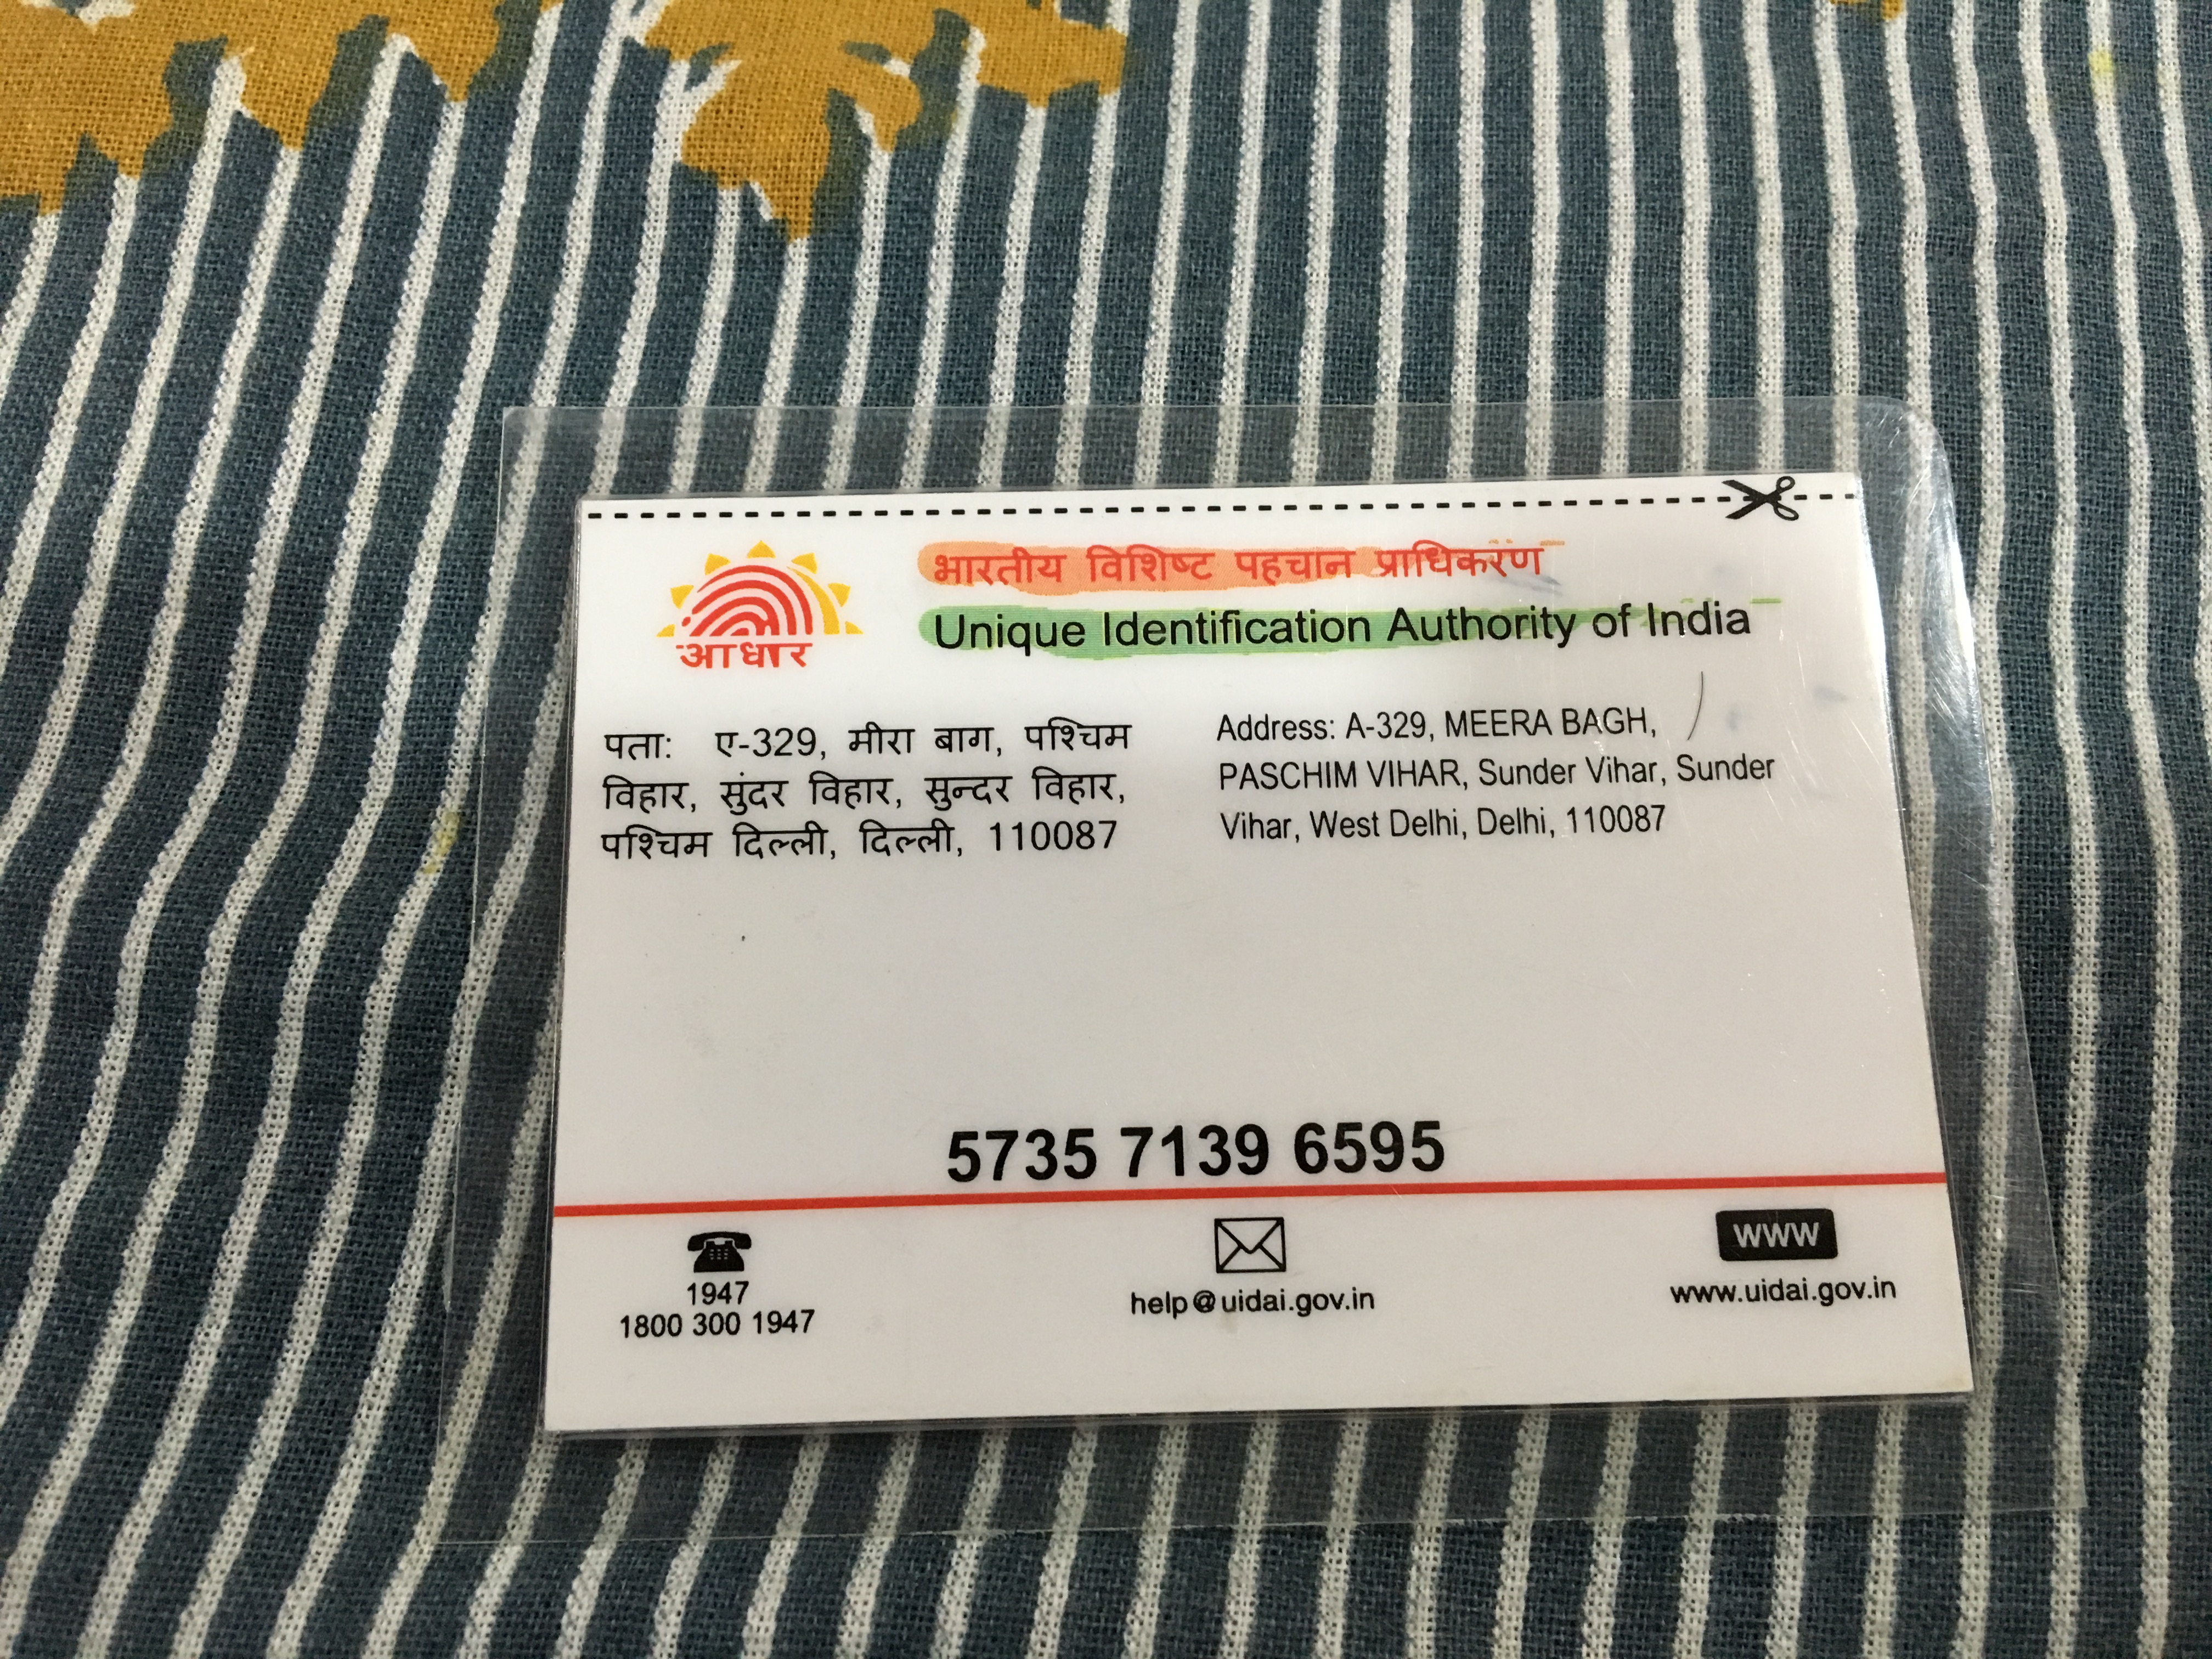 भारतीय विशिष्ट पहचान प्राधिकरण
Unique Identification Authority of India
आधार
पता: ए-329, मीरा बाग, पश्चिम
विहार, सुंदर विहार, सुन्दर विहार,
पश्चिम दिल्ली, दिल्ली, 110087
Address: A-329, MEERA BAGH,
PASCHIM VIHAR, Sunder Vihar, Sunder
Vihar, West Delhi, Delhi, 110087
5735 7139 6595
1947
1800 300 1947
help@uidai.gov.in
WWW
www.uidai.gov.in